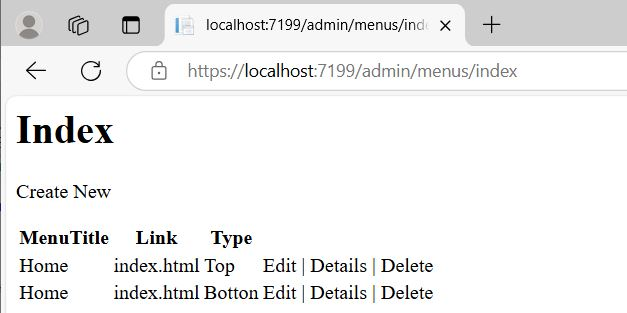 localhost:7199/admin/menus/inde
https://localhost:7199/admin/menus/index
Index
Create New
MenuTitle Link Type
Home index.html Top Edit | Details | Delete
Home index.html Botton Edit | Details | Delete